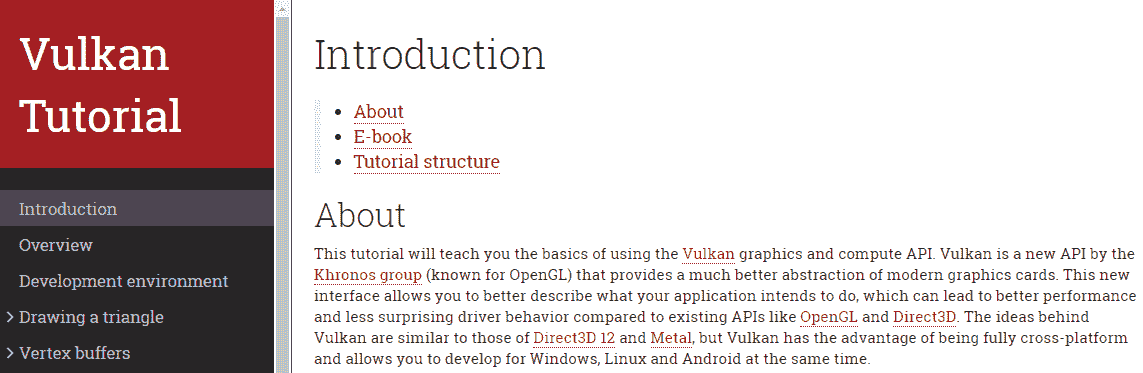 Vulkan
Tutorial
Introduction
Overview
Development environment
Drawing a triangle
Vertex buffers
Introduction
About
E-book
Tutorial structure
About
This tutorial will teach you the basics of using the Vulkan graphics and compute API. Vulkan is a new API by the
Khronos group (known for OpenGL) that provides a much better abstraction of modern graphics cards. This new
interface allows you to better describe what your application intends to do, which can lead to better performance
and less surprising driver behavior compared to existing APIs like OpenGL and Direct3D. The ideas behind
Vulkan are similar to those of Direct3D 12 and Metal, but Vulkan has the advantage of being fully cross-platform
and allows you to develop for Windows, Linux and Android at the same time.